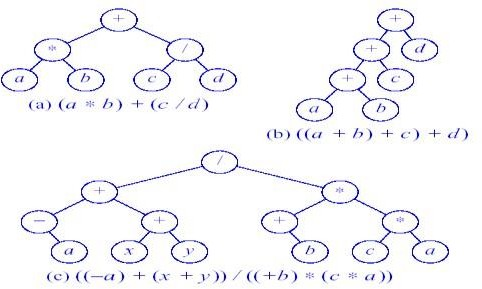 +
* /
a b c d
(a) (a * b) + (c / d)
+
+ d
+ c
a b
(b) ((a + b) + c) + d)
/
+ *
− + + *
a x y b c a
(c) ((−a) + (x + y)) / ((+b) * (c * a))